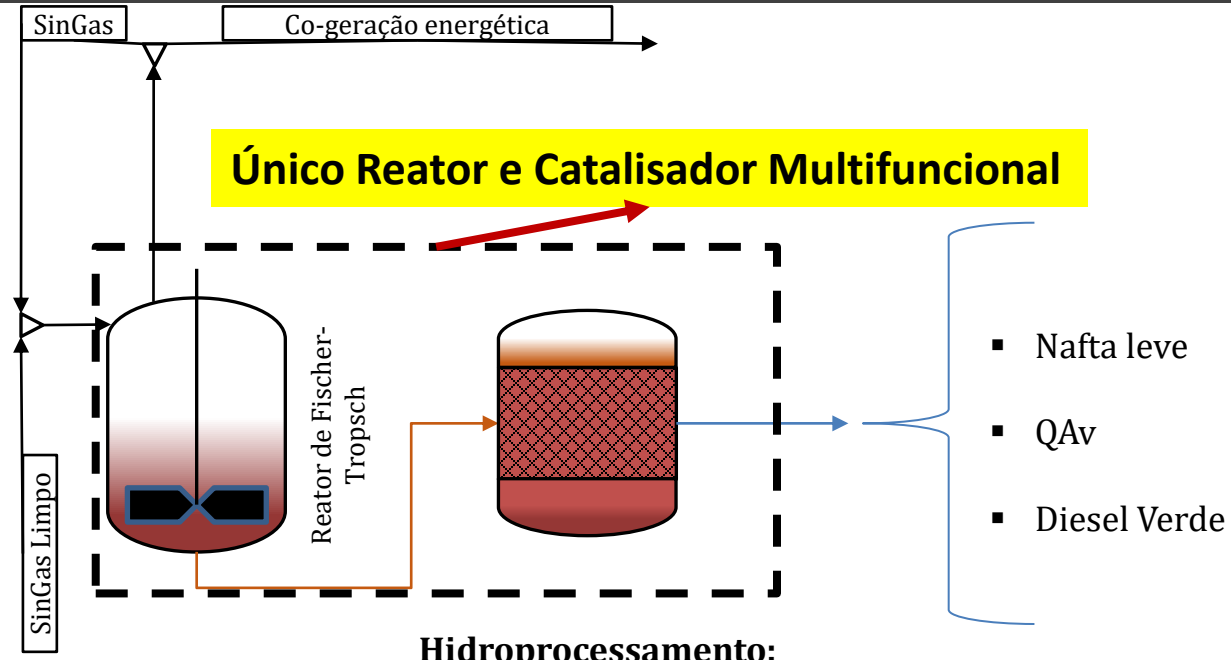 SinGas
Co-geração energética
Único Reator e Catalisador Multifuncional
Reator de Fischer-
Tropsch
SinGas Limpo
▪ Nafta leve
▪ QAv
▪ Diesel Verde
Hidroprocessamento: